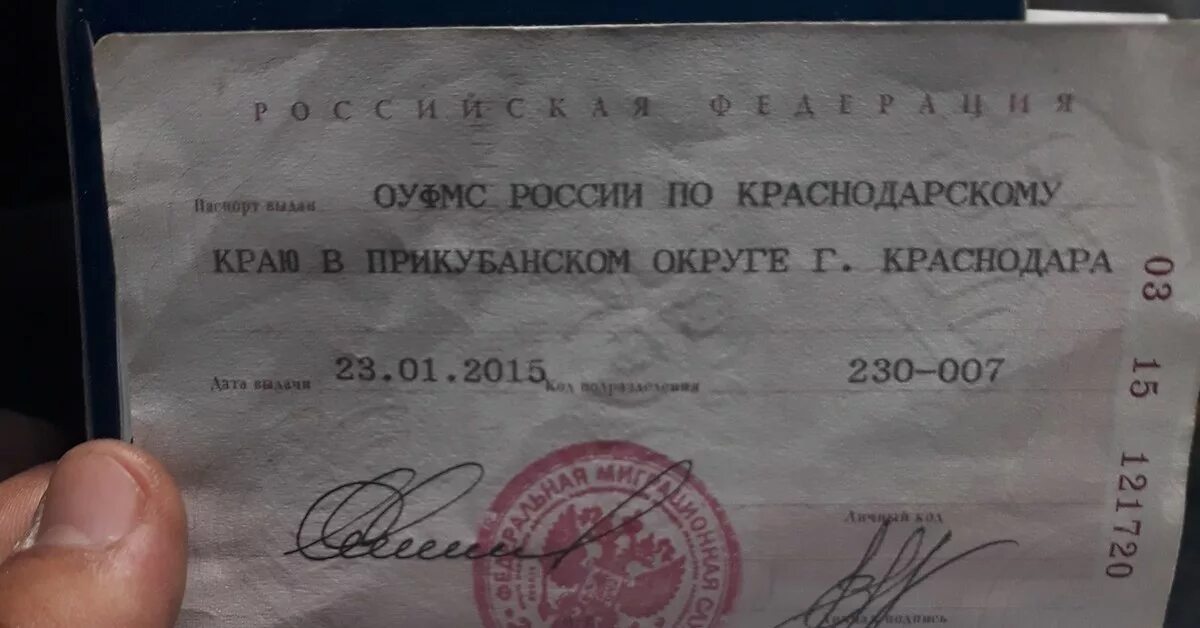 РОССИЙСКАЯ ФЕДЕРАЦИЯ
Паспорт выдан ОУФМС РОССИИ ПО КРАСНОДАРСКОМУ
КРАЮ В ПРИКУБАНСКОМ ОКРУГЕ Г. КРАСНОДАРА
Дата выдачи 23.01.2015 Код подразделения 230-007
ФЕДЕРАЛЬНАЯ МИГРАЦИОННАЯ
Личный код
подпись
03 15 121720